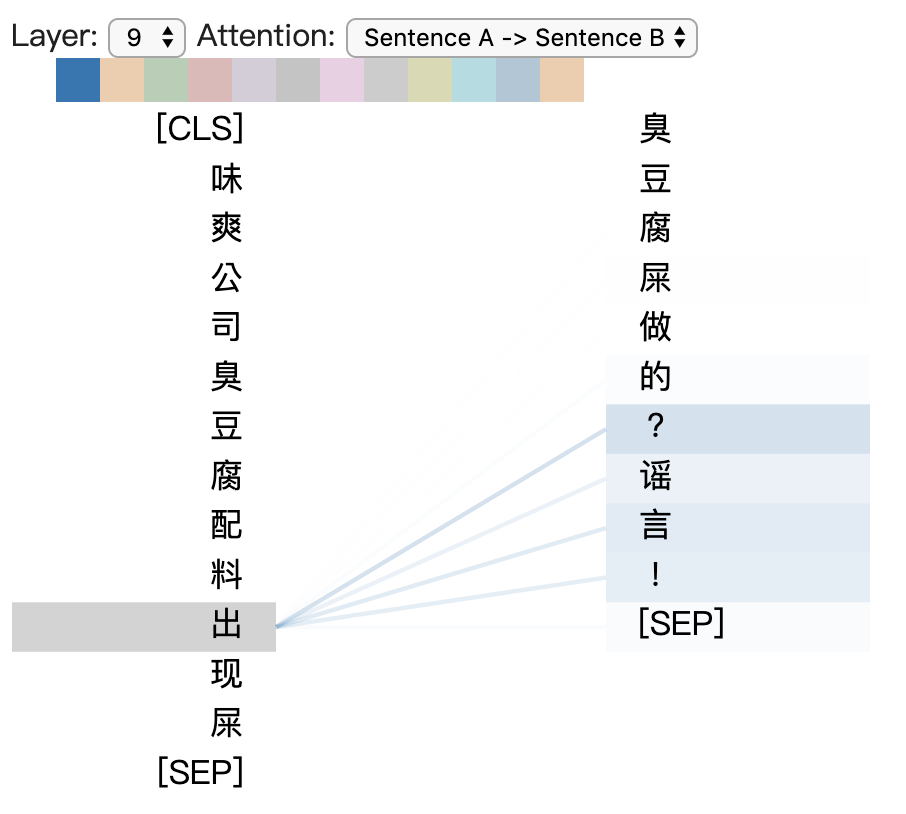 Layer: 9 Attention: Sentence A -> Sentence B
[CLS] 臭
味 豆
爽 腐
公 屎
司 做
臭 的
豆 ?
腐 谣
配 言
料 !
出 [SEP]
现
屎
[SEP]